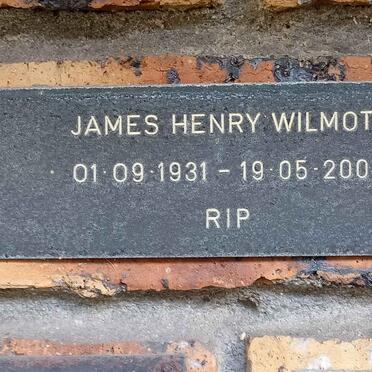 JAMES HENRY WILMOT
01·09·1931 – 19·05·200
RIP